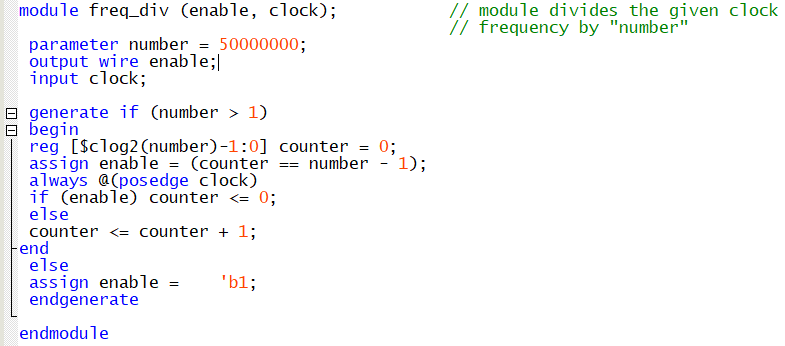 module freq_div (enable, clock); // module divides the given clock
// frequency by "number"
parameter number = 50000000;
output wire enable;
input clock;
generate if (number > 1)
begin
reg [$clog2(number)-1:0] counter = 0;
assign enable = (counter == number - 1);
always @(posedge clock)
if (enable) counter <= 0;
else
counter <= counter + 1;
end
else
assign enable = 'b1;
endgenerate
endmodule